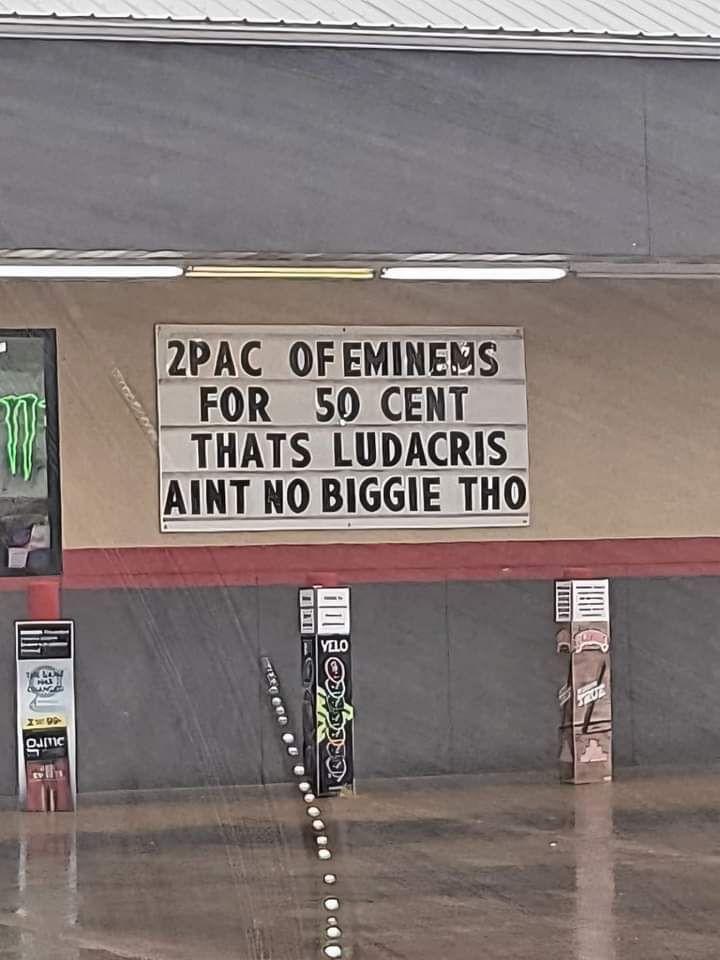 2PAC OF EMINEMS
FOR 50 CENT
THATS LUDACRIS
AINT NO BIGGIE THO
VELO